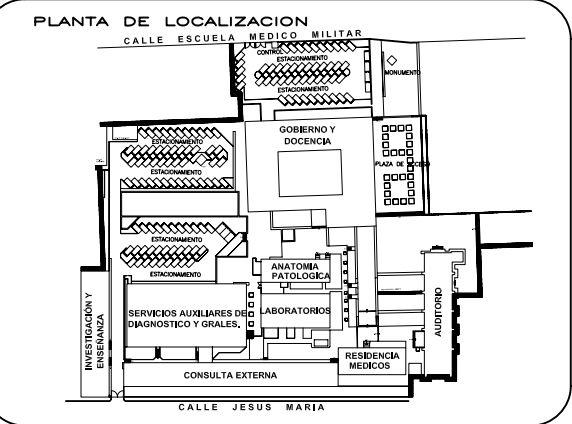 PLANTA DE LOCALIZACION
CALLE ESCUELA MEDICO MILITAR
CONTROL
ESTACIONAMIENTO
ESTACIONAMIENTO
MONUMENTO
GOBIERNO Y
DOCENCIA
ESTACIONAMIENTO
ESTACIONAMIENTO
PLAZA DE ACCESO
ESTACIONAMIENTO
ESTACIONAMIENTO
ANATOMIA
PATOLOGICA
SERVICIOS AUXILIARES DE
DIAGNOSTICO Y GRALES.
LABORATORIOS
AUDITORIO
INVESTIGACIÓN Y
ENSEÑANZA
RESIDENCIA
MEDICOS
CONSULTA EXTERNA
CALLE JESUS MARIA